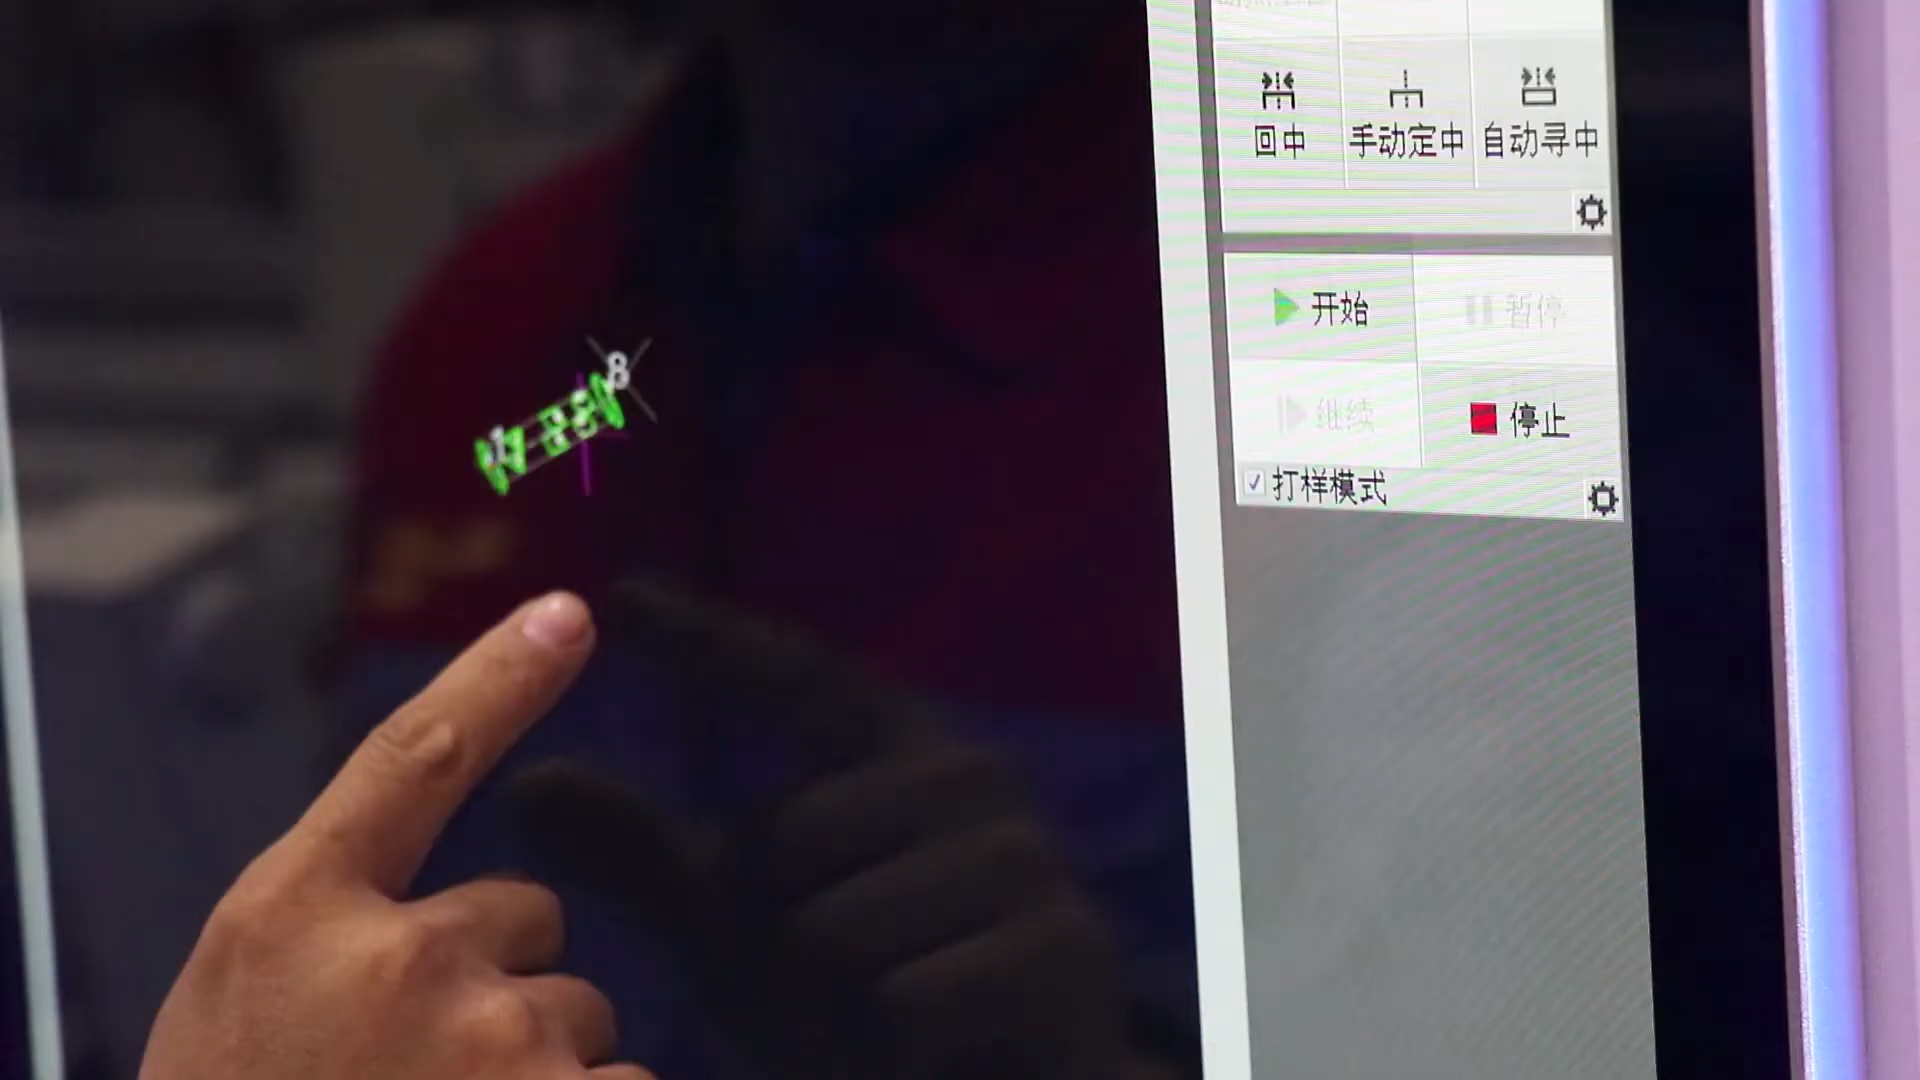 回中 手动定中 自动寻中
开始 暂停
继续 停止
打样模式
8